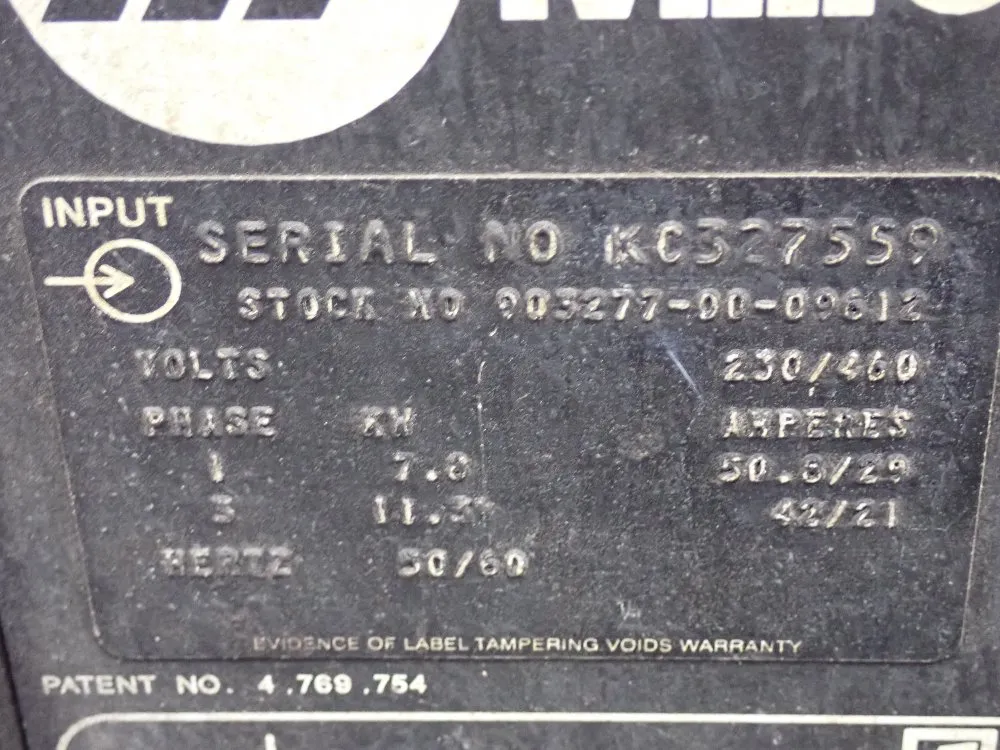 INPUT
SERIAL NO KC327559
STOCK NO 903277-00-09612
VOLTS 230/460
PHASE KW AMPERES
1 7.8 50.8/29
3 42/21
HERTZ 50/60
EVIDENCE OF LABEL TAMPERING VOIDS WARRANTY
PATENT NO. 4 .769 .754